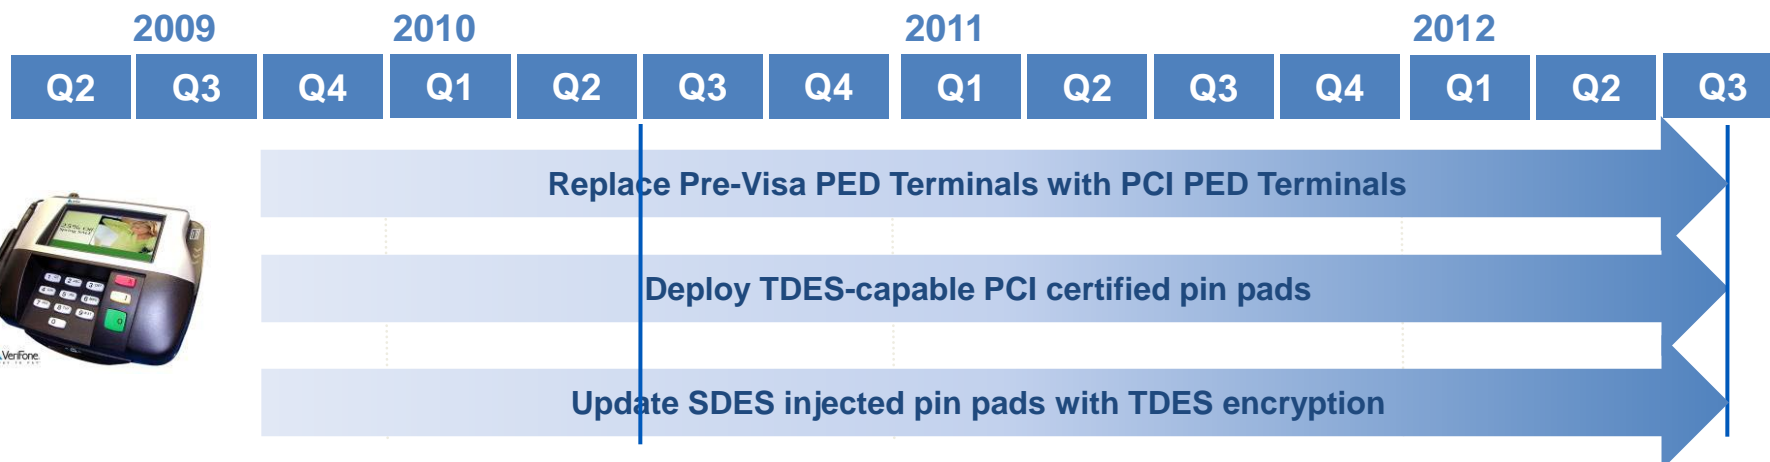 2009 2010 2011 2012
Q2 Q3 Q4 Q1 Q2 Q3 Q4 Q1 Q2 Q3 Q4 Q1 Q2 Q3
Replace Pre-Visa PED Terminals with PCI PED Terminals
Deploy TDES-capable PCI certified pin pads
Update SDES injected pin pads with TDES encryption
25% Off
VeriFone